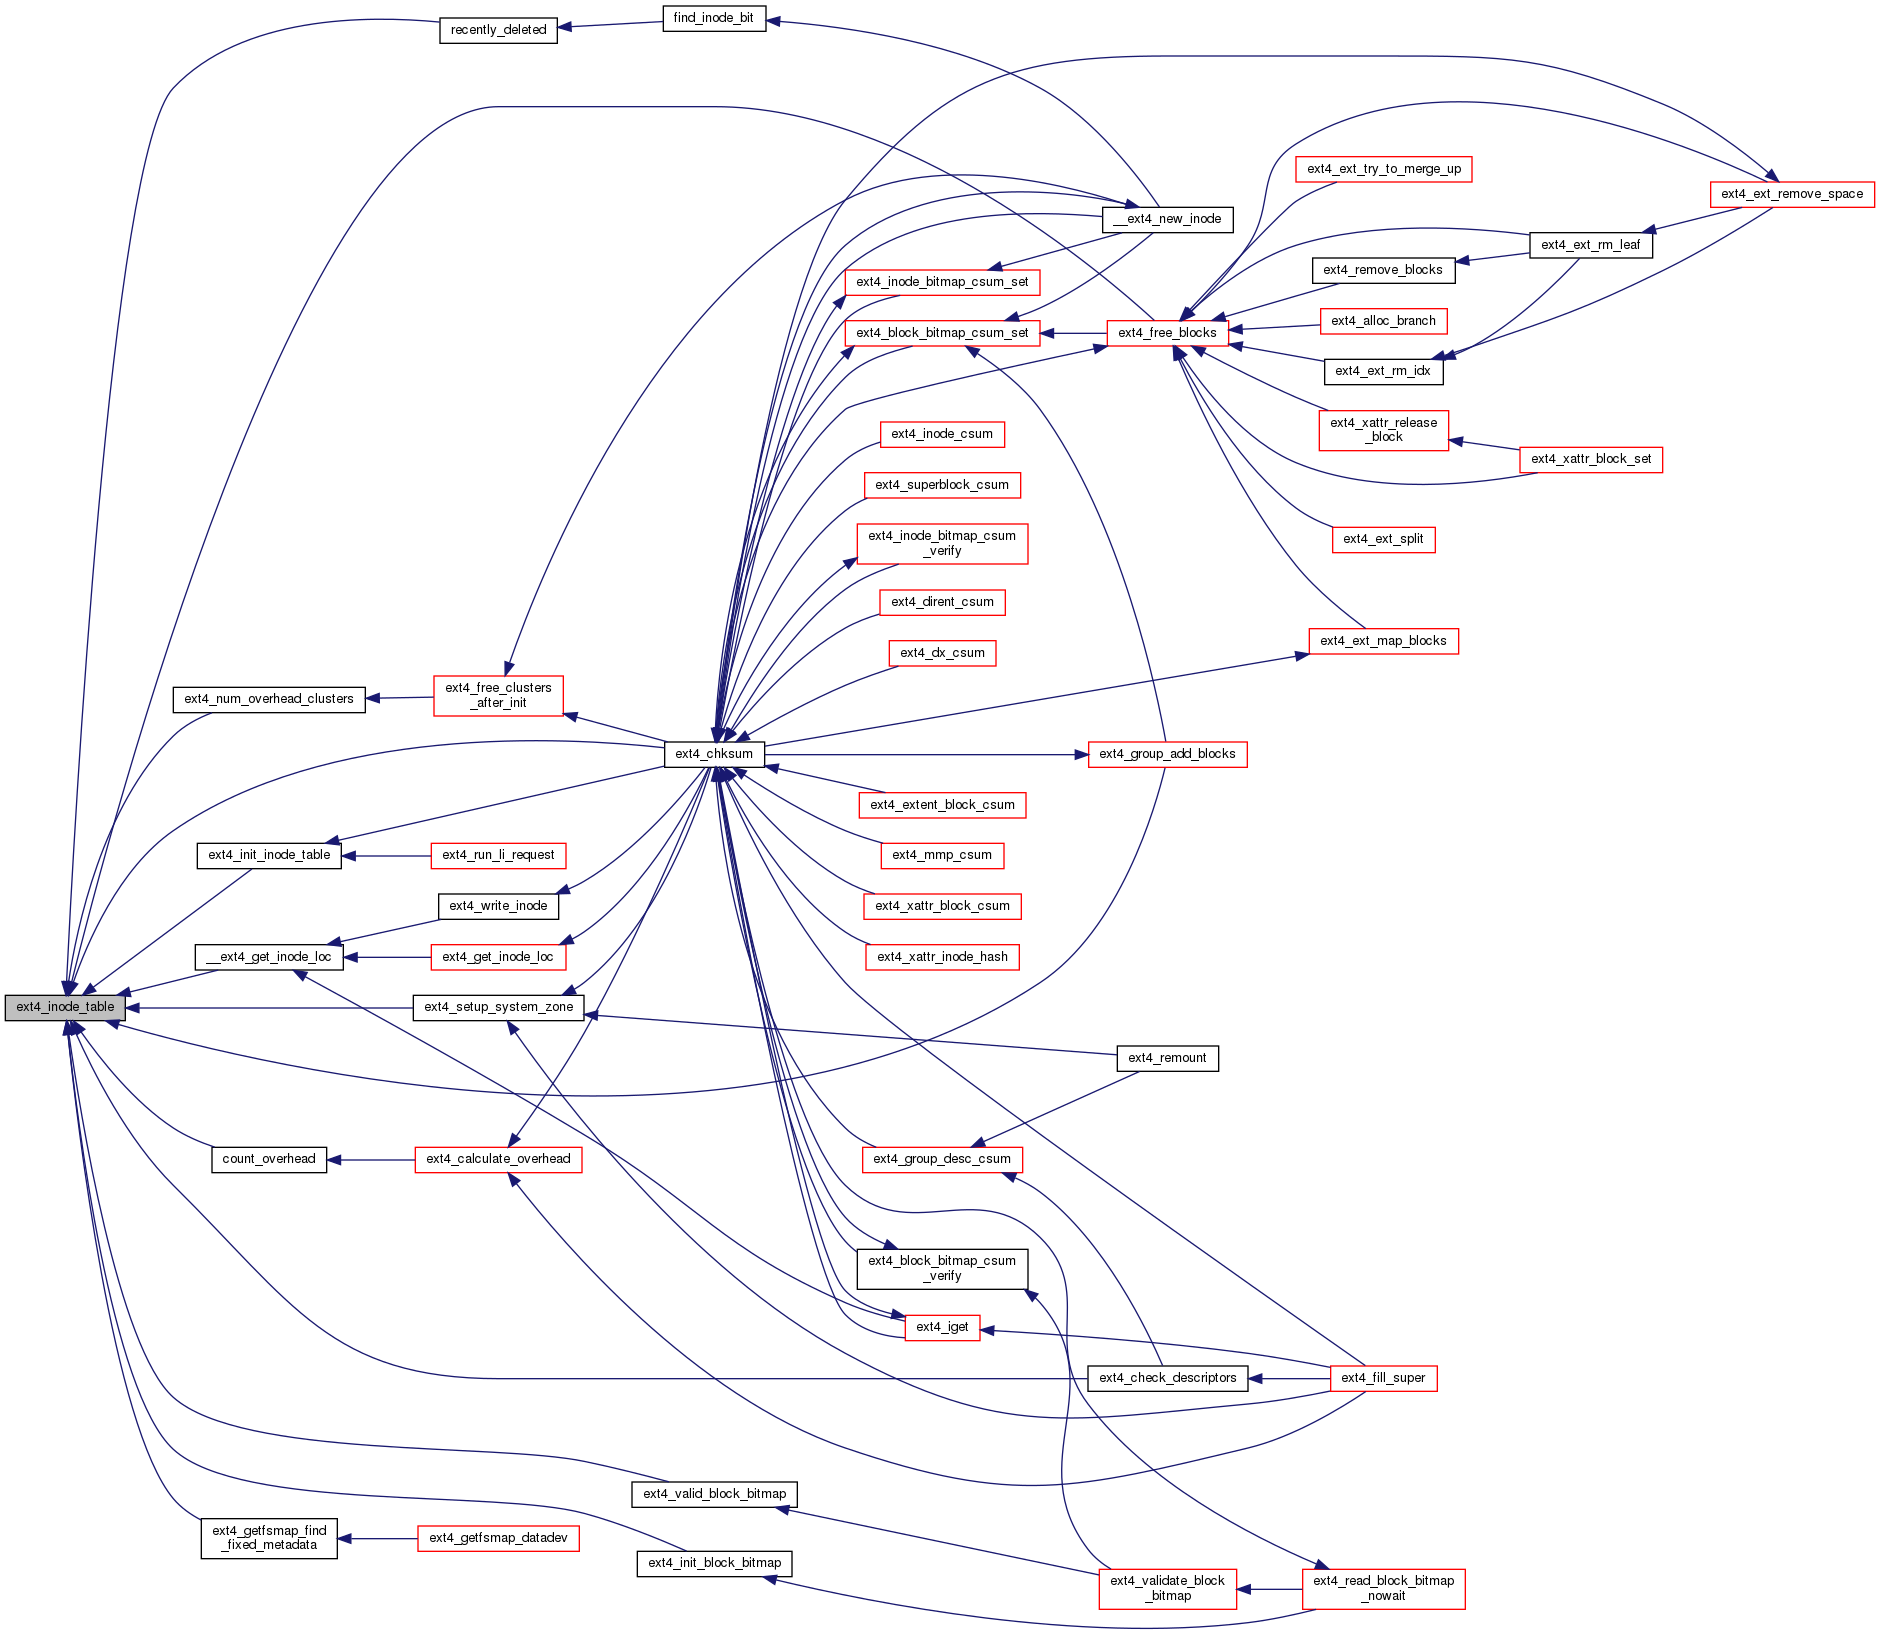 find_inode_bit
recently_deleted
ext4_ext_try_to_merge_up
ext4_ext_remove_space
__ext4_new_inode
ext4_ext_rm_leaf
ext4_remove_blocks
ext4_inode_bitmap_csum_set
ext4_alloc_branch
ext4_block_bitmap_csum_set
ext4_free_blocks
ext4_ext_rm_idx
ext4_xattr_release
_block
ext4_inode_csum
ext4_xattr_block_set
ext4_superblock_csum
ext4_inode_bitmap_csum
_verify
ext4_ext_split
ext4_dirent_csum
ext4_ext_map_blocks
ext4_dx_csum
ext4_free_clusters
_after_init
ext4_num_overhead_clusters
ext4_chksum
ext4_group_add_blocks
ext4_extent_block_csum
ext4_init_inode_table
ext4_run_li_request
ext4_mmp_csum
ext4_write_inode
ext4_xattr_block_csum
__ext4_get_inode_loc
ext4_get_inode_loc
ext4_xattr_inode_hash
ext4_inode_table
ext4_setup_system_zone
ext4_remount
count_overhead
ext4_calculate_overhead
ext4_group_desc_csum
ext4_block_bitmap_csum
_verify
ext4_iget
ext4_check_descriptors
ext4_fill_super
ext4_valid_block_bitmap
ext4_getfsmap_find
_fixed_metadata
ext4_getfsmap_datadev
ext4_init_block_bitmap
ext4_validate_block
_bitmap
ext4_read_block_bitmap
_nowait